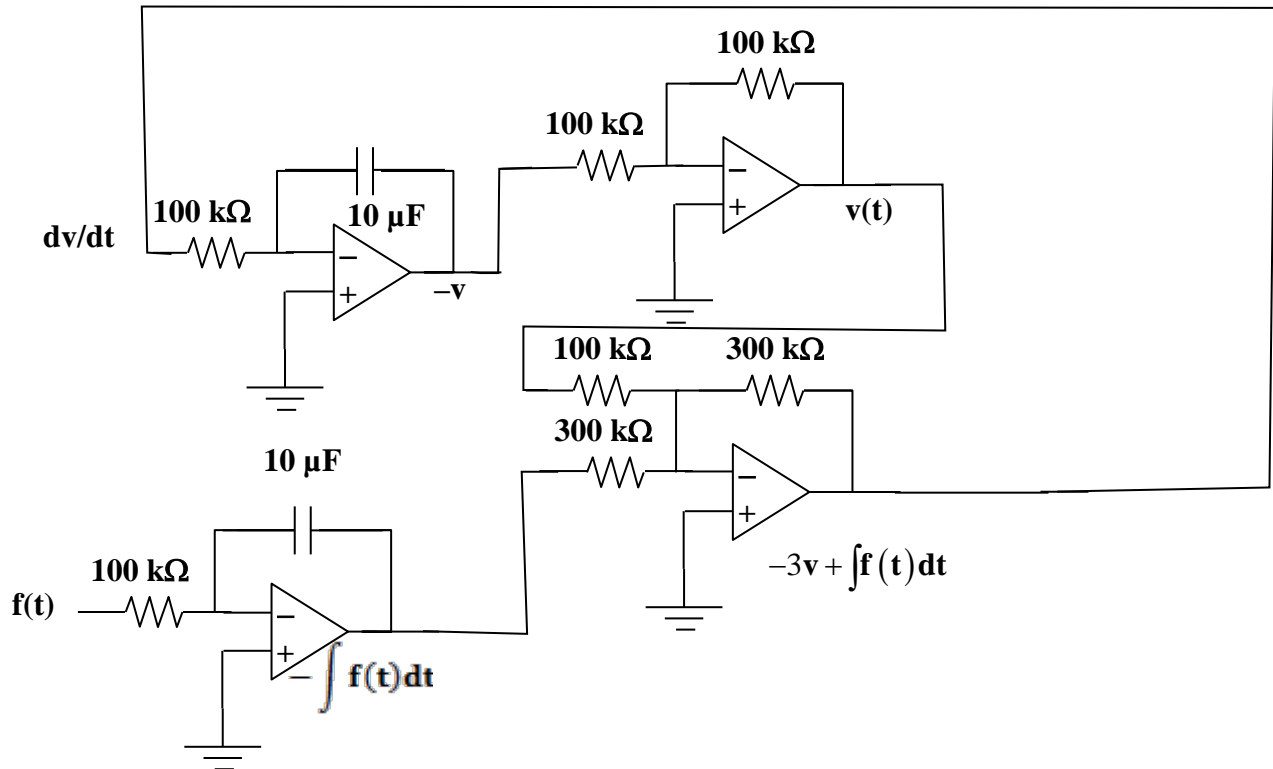 100 kΩ
100 kΩ
100 kΩ
10 µF
dv/dt
v(t)
−
+
−
+
−v
100 kΩ
300 kΩ
300 kΩ
10 µF
−
+
−3v + ∫f(t)dt
100 kΩ
f(t)
−
+
−∫f(t)dt